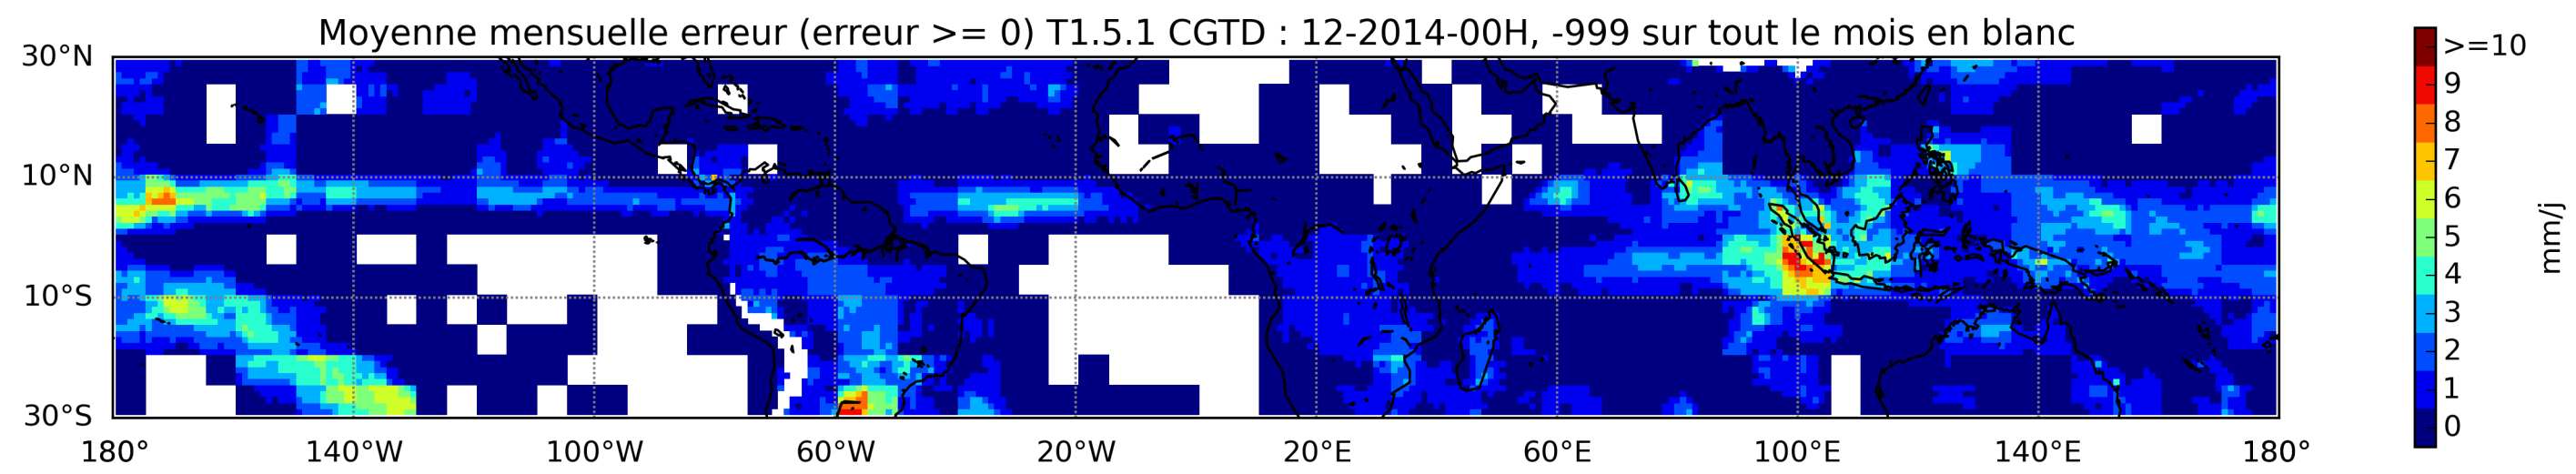 Moyenne mensuelle erreur (erreur >= 0) T1.5.1 CGTD : 12-2014-00H, -999 sur tout le mois en blanc
30°N
10°N
10°S
30°S
180° 140°W 100°W 60°W 20°W 20°E 60°E 100°E 140°E 180°
>=10
9
8
7
6
5
4
3
2
1
0
mm/j